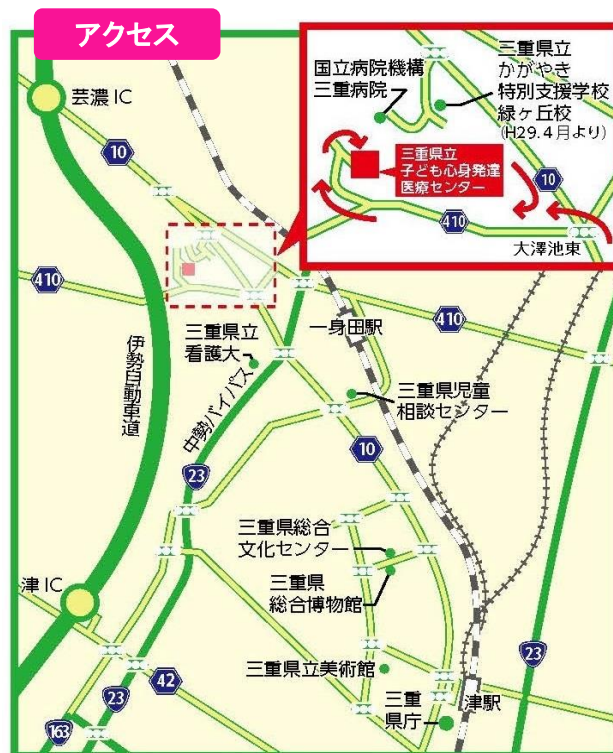 アクセス
芸濃IC
10
410
伊勢自動車道
三重県立
看護大
中勢バイパス
23
一身田駅
410
三重県児童
相談センター
10
三重県総合
文化センター
三重県
総合博物館
津IC
三重県立美術館
42
23
163
三重
県庁
津駅
23
国立病院機構
三重病院
三重県立
かがやき
特別支援学校
緑ヶ丘校
(H29.4月より)
三重県立
子ども心身発達
医療センター
10
410
大澤池東